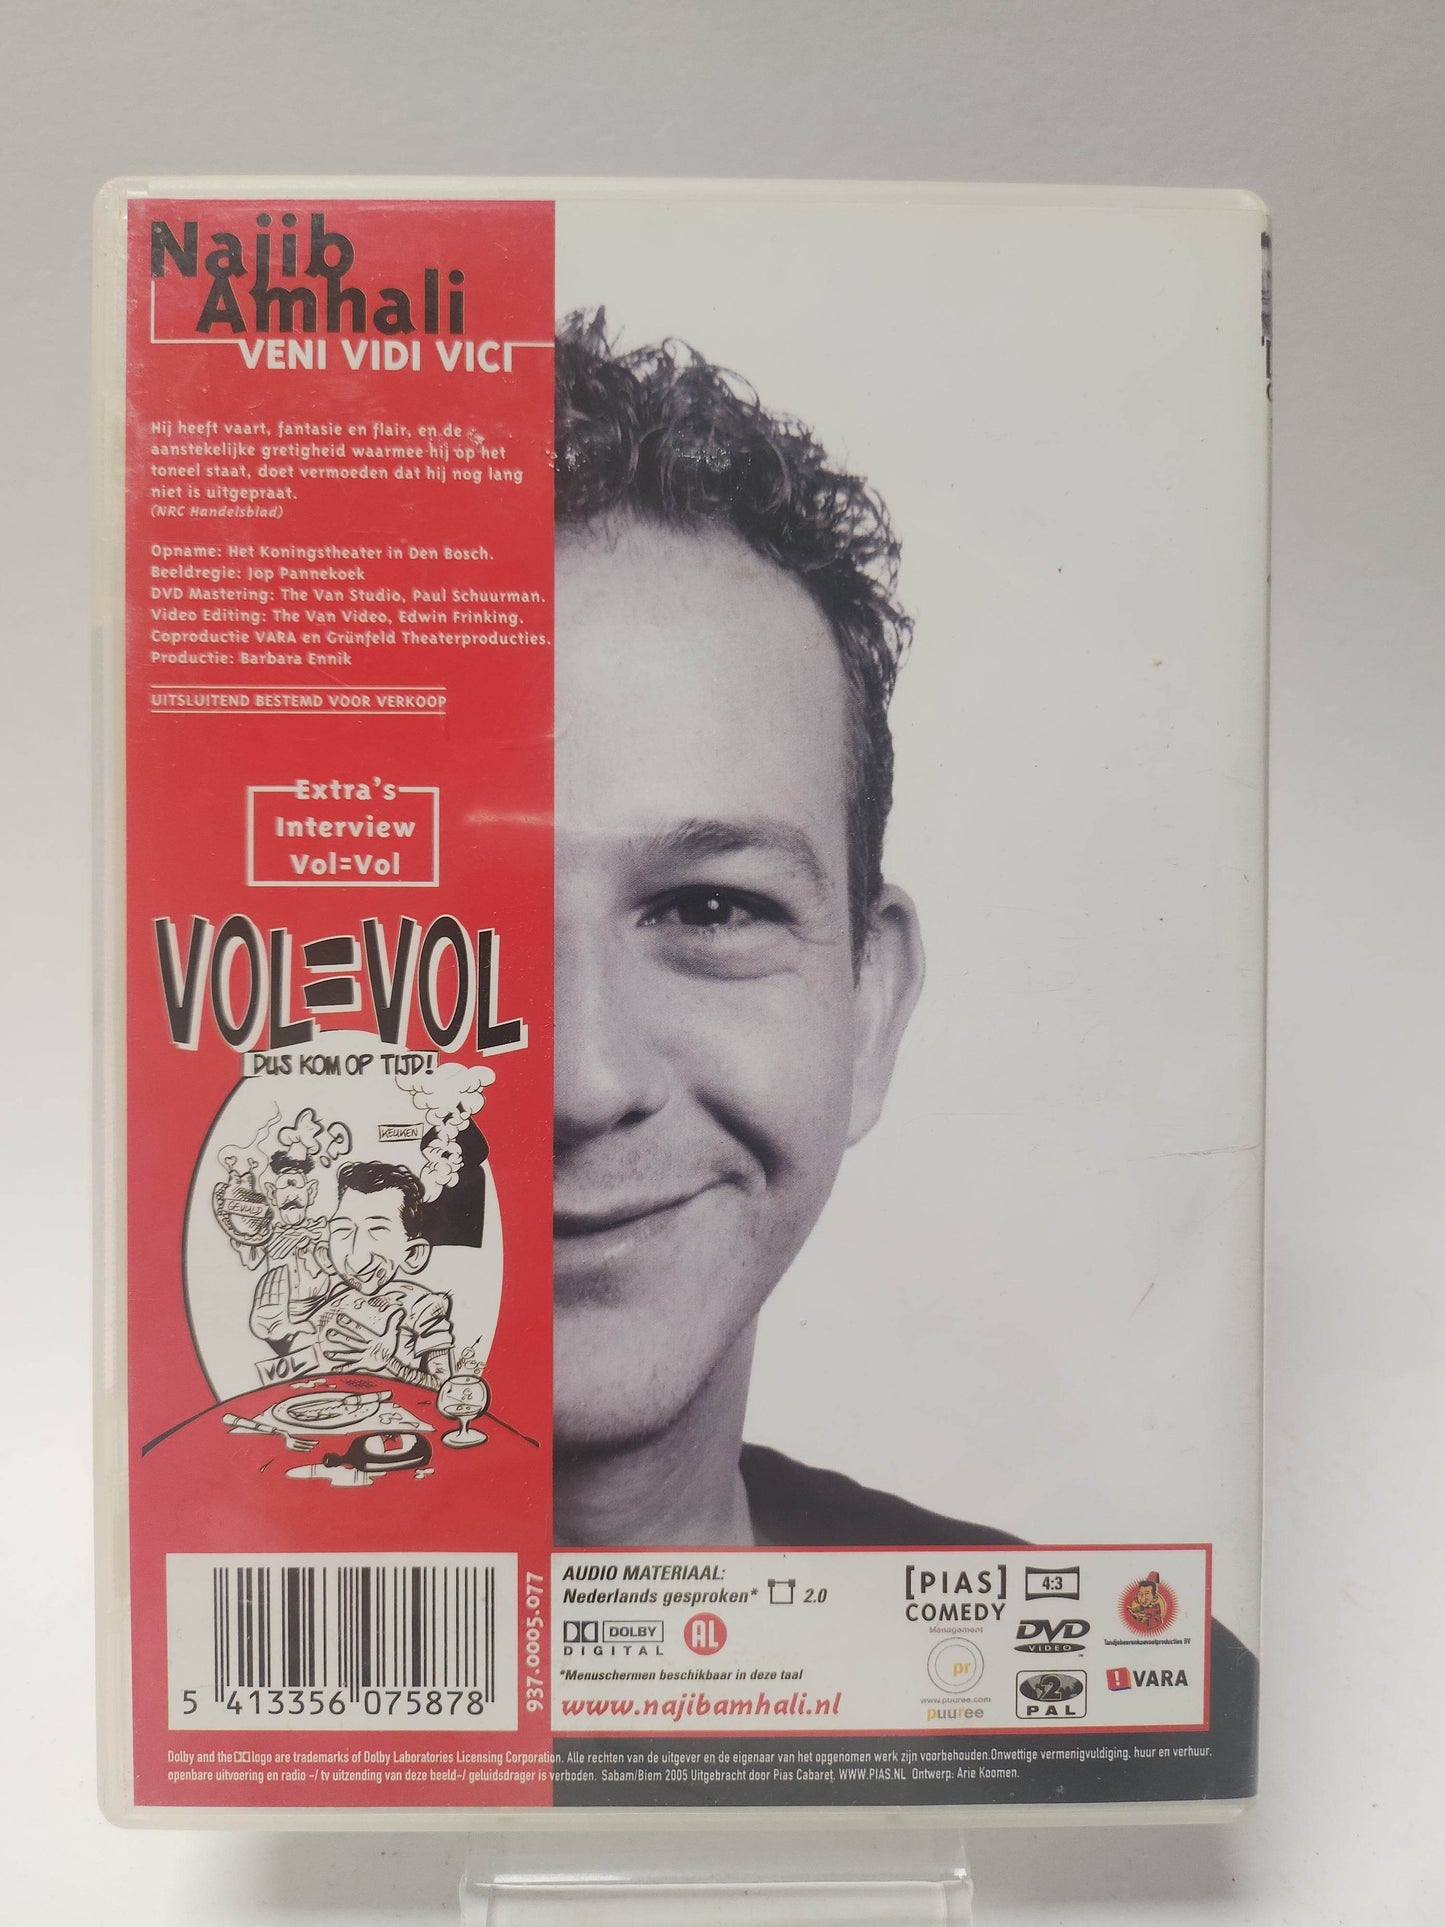 Najib
Amhali
VENI VIDI VICI
Hij heeft vaart, fantasie en flair, en de
aanstekelijke gretigheid waarmee hij op het
toneel staat, doet vermoeden dat hij nog lang
niet is uitgepraat.
(NRC Handelsblad)
Opname: Het Koningstheater in Den Bosch.
Beeldregie: Jop Pannekoek
DVD Mastering: The Van Studio, Paul Schuurman.
Video Editing: The Van Video, Edwin Frinking.
Coproductie VARA en Grünfeld Theaterproducties.
Productie: Barbara Ennik
UITSLUITEND BESTEMD VOOR VERKOOP
Extra's
Interview
Vol=Vol
VOL=VOL
DUS KOM OP TIJD!
KEUKEN
GEVULD
VOL
5 413356 075878
937.0005.077
AUDIO MATERIAAL:
Nederlands gesproken* 2.0
DOLBY
DIGITAL
AL
*Menuschermen beschikbaar in deze taal
www.najibamhali.nl
[PIAS]
COMEDY
Management
pr
www.puuree.com
puuree
4:3
DVD
VIDEO
TM
2
PAL
Tandjebeerenkoevoelproducties BV
VARA
Dolby and the logo are trademarks of Dolby Laboratories Licensing Corporation. Alle rechten van de uitgever en de eigenaar van het opgenomen werk zijn voorbehouden.Onwettige vermenigvuldiging, huur en verhuur,
openbare uitvoering en radio -/ tv uitzending van deze beeld-/ geluidsdrager is verboden. Sabam/Biem 2005 Uitgebracht door Pias Cabaret. WWW.PIAS.NL Ontwerp: Arie Koomen.